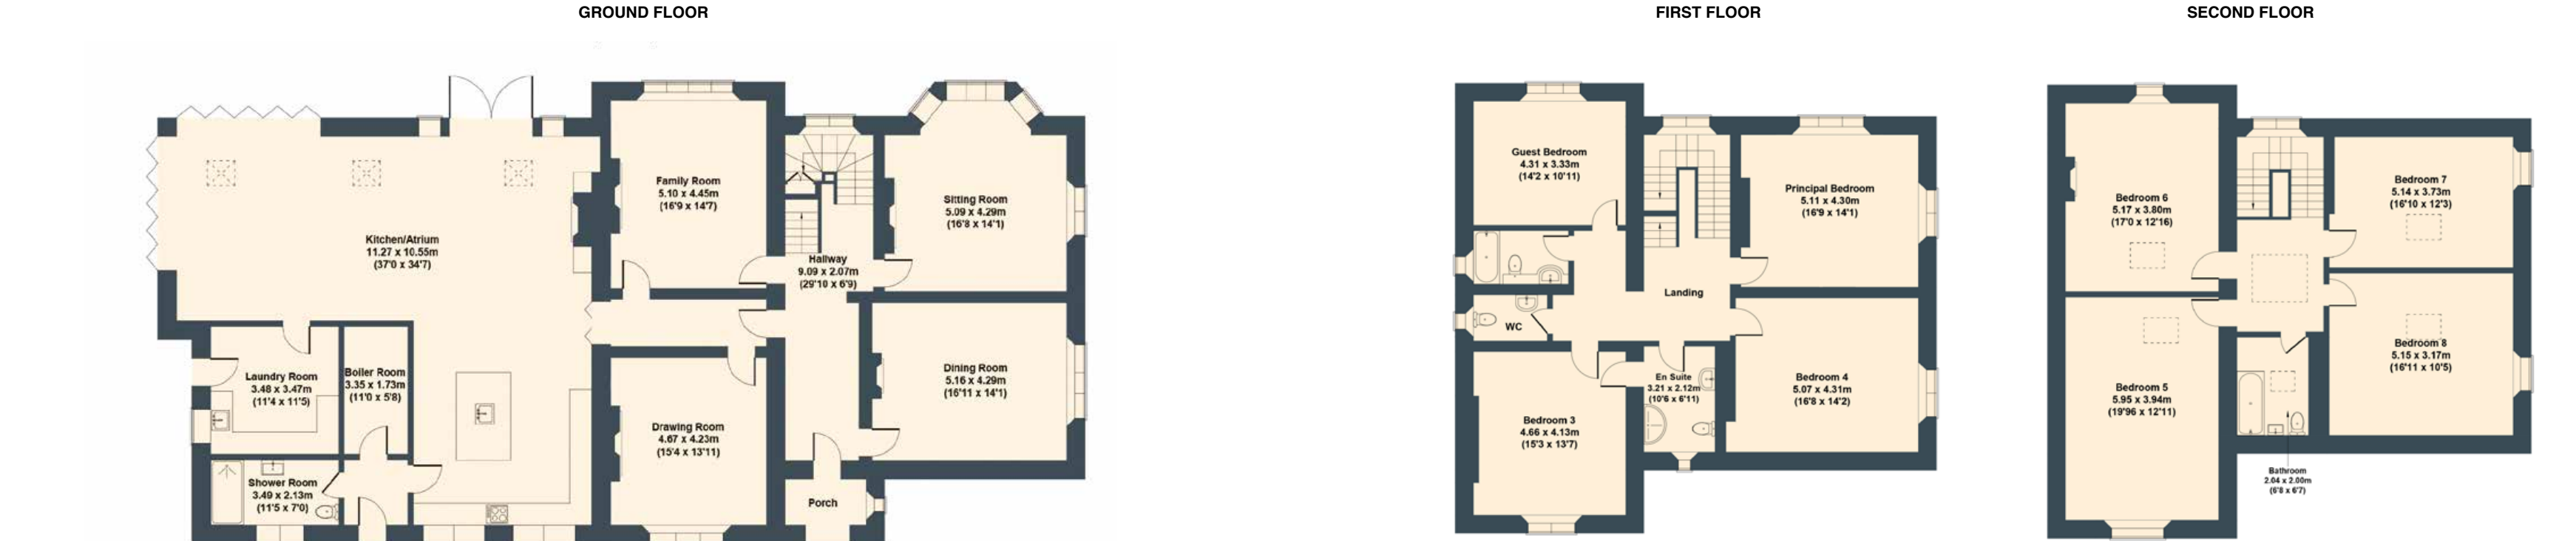 GROUND FLOOR
Kitchen/Atrium
11.27 x 10.55m
(37'0 x 34'7)
Family Room
5.10 x 4.45m
(16'9 x 14'7)
Hallway
9.09 x 2.07m
(29'10 x 6'9)
Sitting Room
5.09 x 4.29m
(16'8 x 14'1)
Laundry Room
3.48 x 3.47m
(11'4 x 11'5)
Boiler Room
3.35 x 1.73m
(11'0 x 5'8)
Shower Room
3.49 x 2.13m
(11'5 x 7'0)
Drawing Room
4.67 x 4.23m
(15'4 x 13'11)
Dining Room
5.16 x 4.29m
(16'11 x 14'1)
Porch
FIRST FLOOR
Guest Bedroom
4.31 x 3.33m
(14'2 x 10'11)
Principal Bedroom
5.11 x 4.30m
(16'9 x 14'1)
Landing
WC
Bedroom 3
4.66 x 4.13m
(15'3 x 13'7)
En Suite
3.21 x 2.12m
(10'6 x 6'11)
Bedroom 4
5.07 x 4.31m
(16'8 x 14'2)
SECOND FLOOR
Bedroom 6
5.17 x 3.80m
(17'0 x 12'16)
Bedroom 7
5.14 x 3.73m
(16'10 x 12'3)
Bedroom 5
5.95 x 3.94m
(19'96 x 12'11)
Bedroom 8
5.15 x 3.17m
(16'11 x 10'5)
Bathroom
2.04 x 2.00m
(6'8 x 6'7)